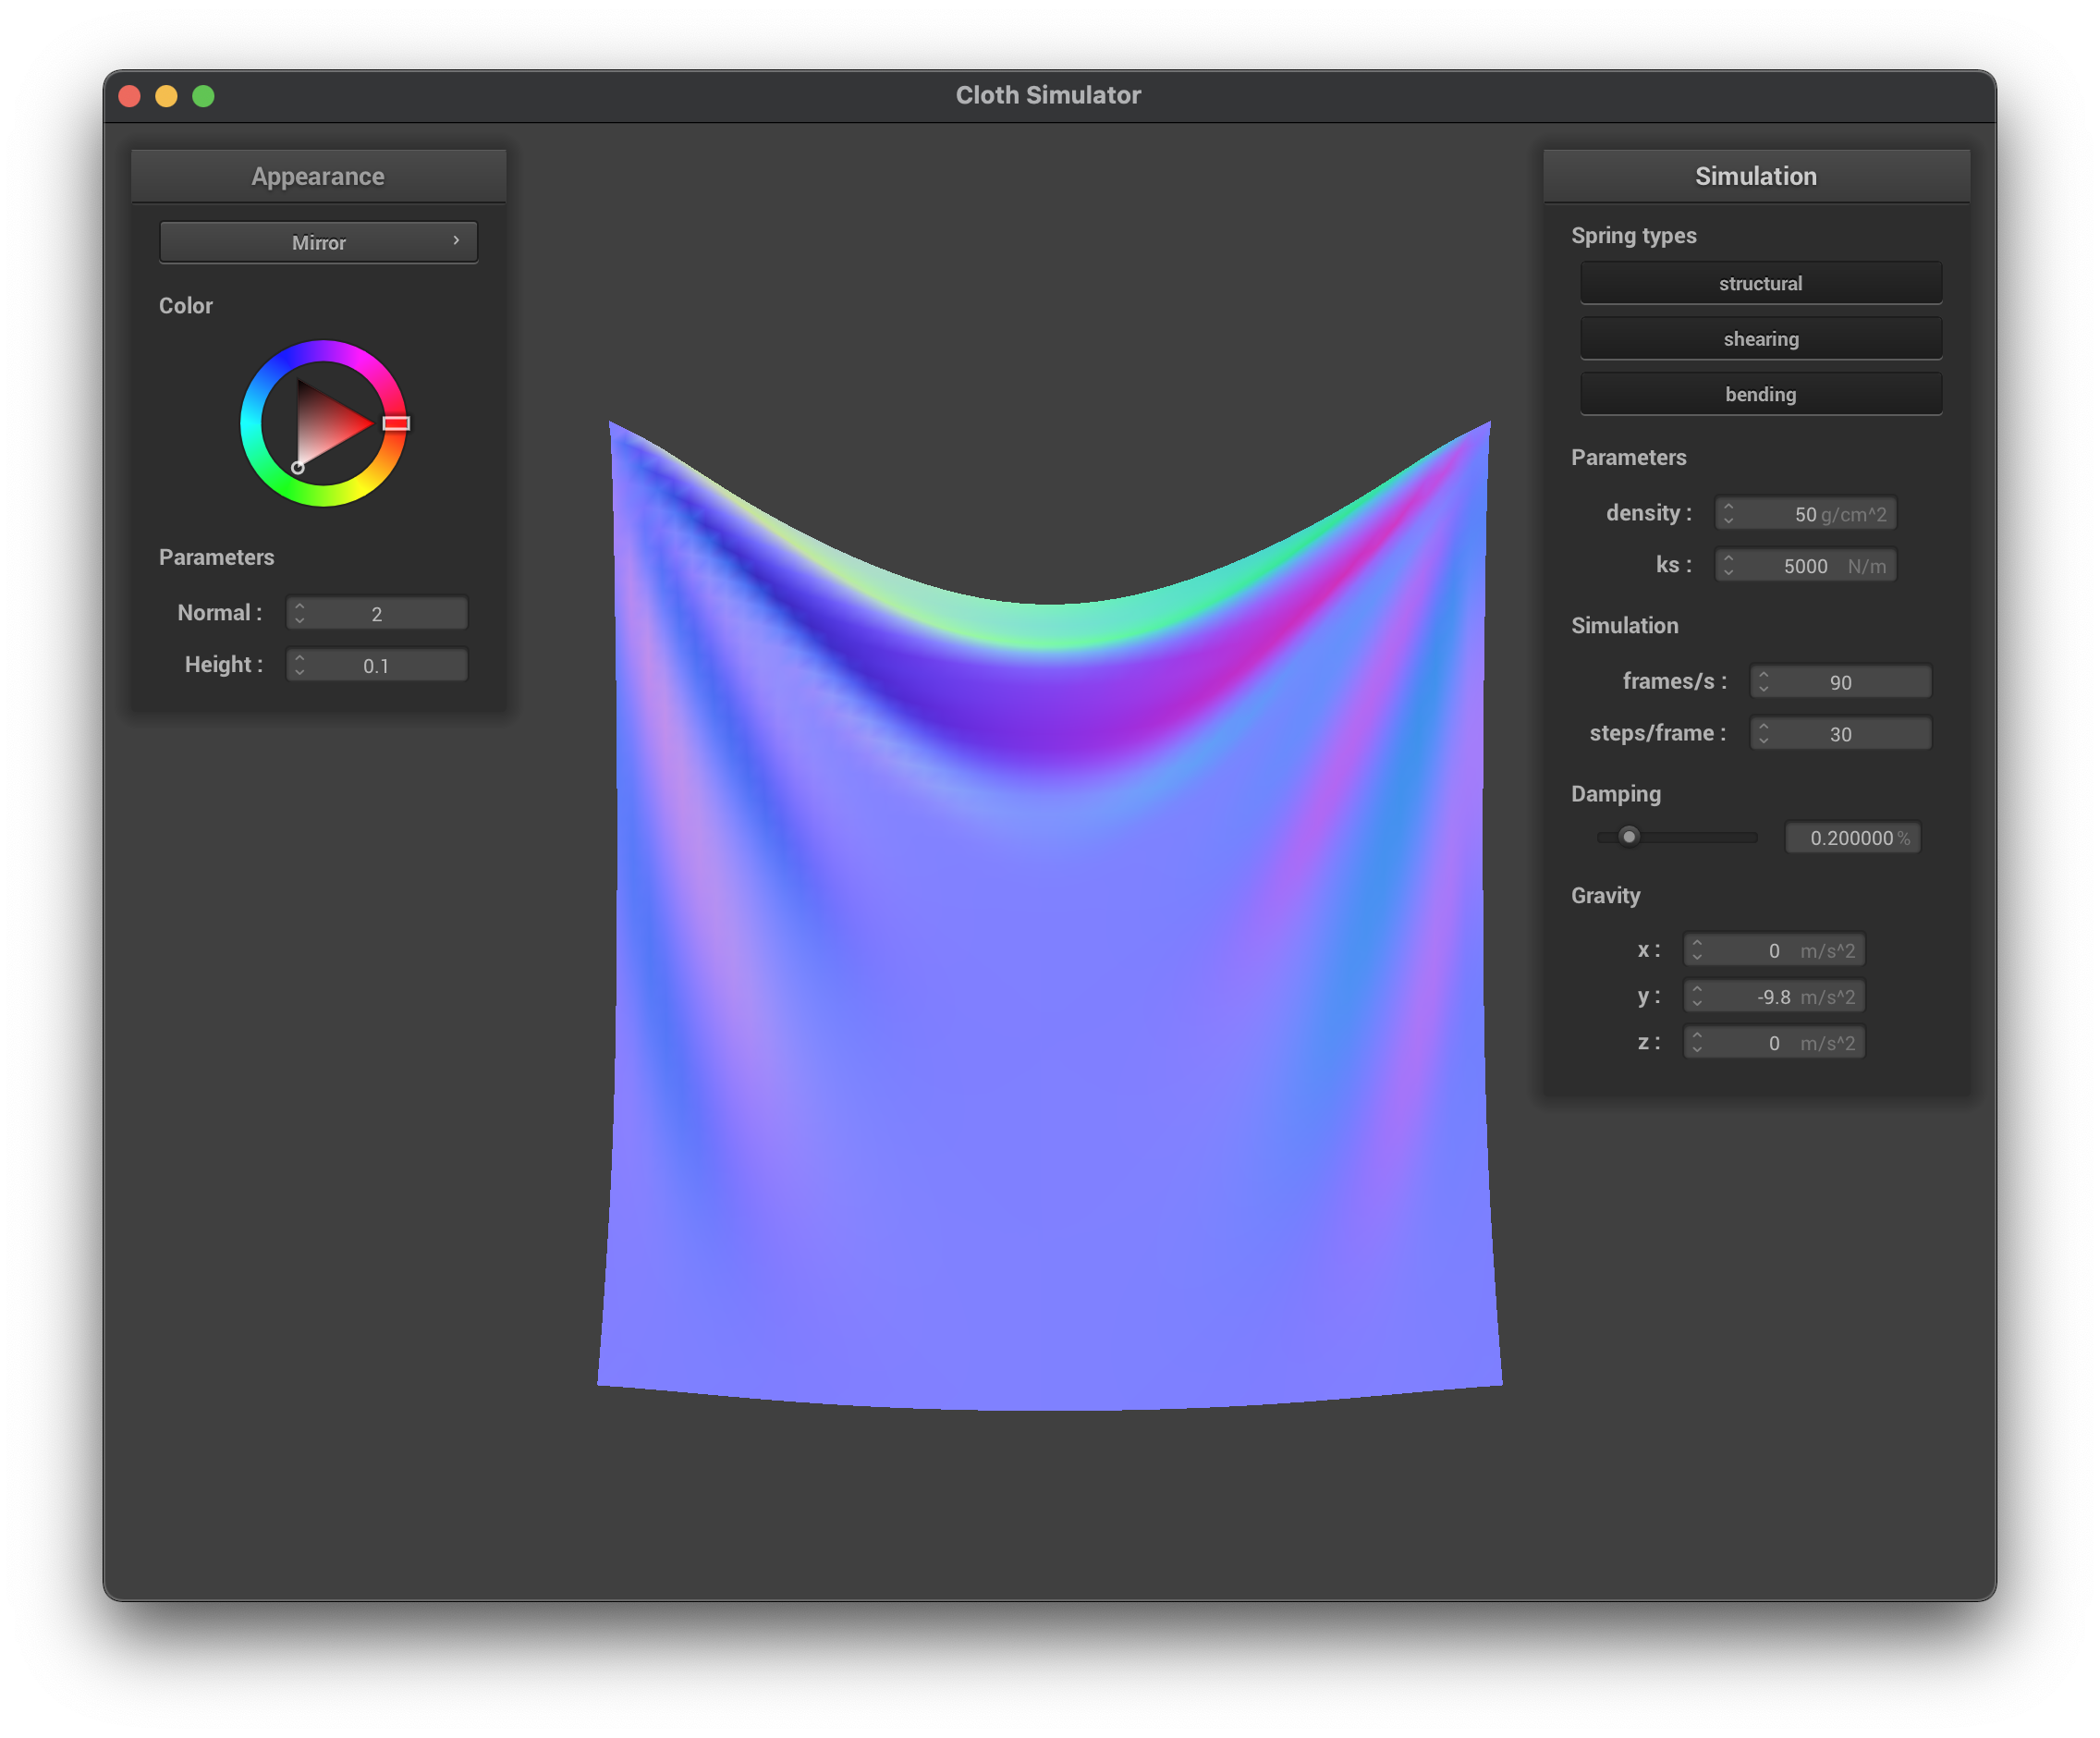 Cloth Simulator
Appearance
Mirror
Color
Parameters
Normal : 2
Height : 0.1
Simulation
Spring types
structural
shearing
bending
Parameters
density : 50 g/cm^2
ks : 5000 N/m
Simulation
frames/s : 90
steps/frame : 30
Damping
0.200000 %
Gravity
x : 0 m/s^2
y : -9.8 m/s^2
z : 0 m/s^2